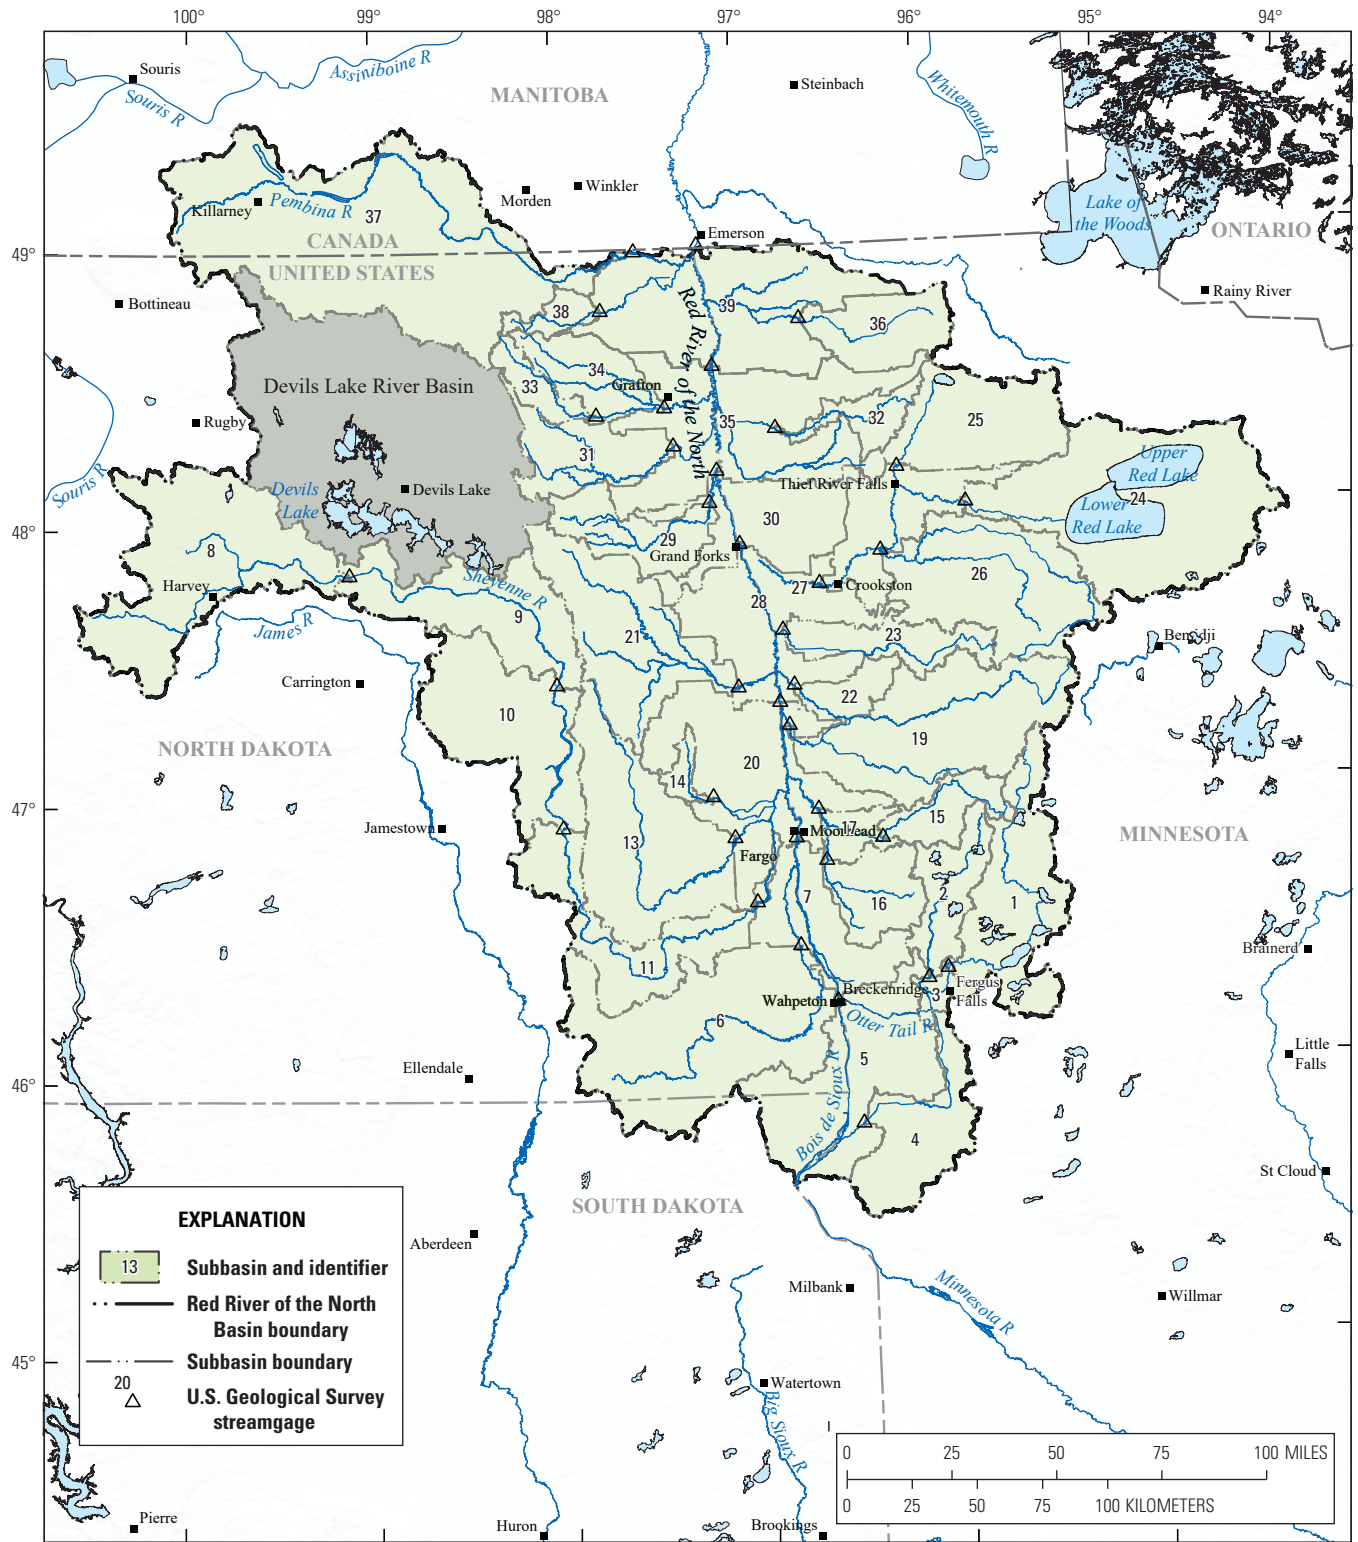 100°
99°
98°
97°
96°
95°
94°
Souris
Assiniboine R
Souris R
MANITOBA
Steinbach
Whitemouth R
Winkler
Morden
Killarney
Pembina R
37
Lake of
the Woods
ONTARIO
Emerson
CANADA
UNITED STATES
49°
Bottineau
Rainy River
Red River of the North
38
39
36
34
33
Grafton
Devils Lake River Basin
Rugby
35
32
25
31
Upper
Red Lake
24
Lower
Red Lake
Souris R
Devils
Lake
Devils Lake
Thief River Falls
30
48°
29
Grand Forks
8
Harvey
Sheyenne R
9
James R
27
Crookston
26
28
21
23
Bemidji
Carrington
10
22
NORTH DAKOTA
19
20
14
47°
Jamestown
13
Fargo
Moorhead
17
15
MINNESOTA
7
16
2
1
Brainerd
11
Wahpeton
Breckenridge
3
Fergus
Falls
Otter Tail R
6
5
Little
Falls
Ellendale
46°
Bois de Sioux R
4
St Cloud
SOUTH DAKOTA
Aberdeen
Milbank
Minnesota R
Willmar
45°
Watertown
Big Sioux R
Pierre
Huron
Brookings
EXPLANATION
13
Subbasin and identifier
Red River of the North
Basin boundary
Subbasin boundary
20
U.S. Geological Survey
streamgage
0 25 50 75 100 MILES
0 25 50 75 100 KILOMETERS